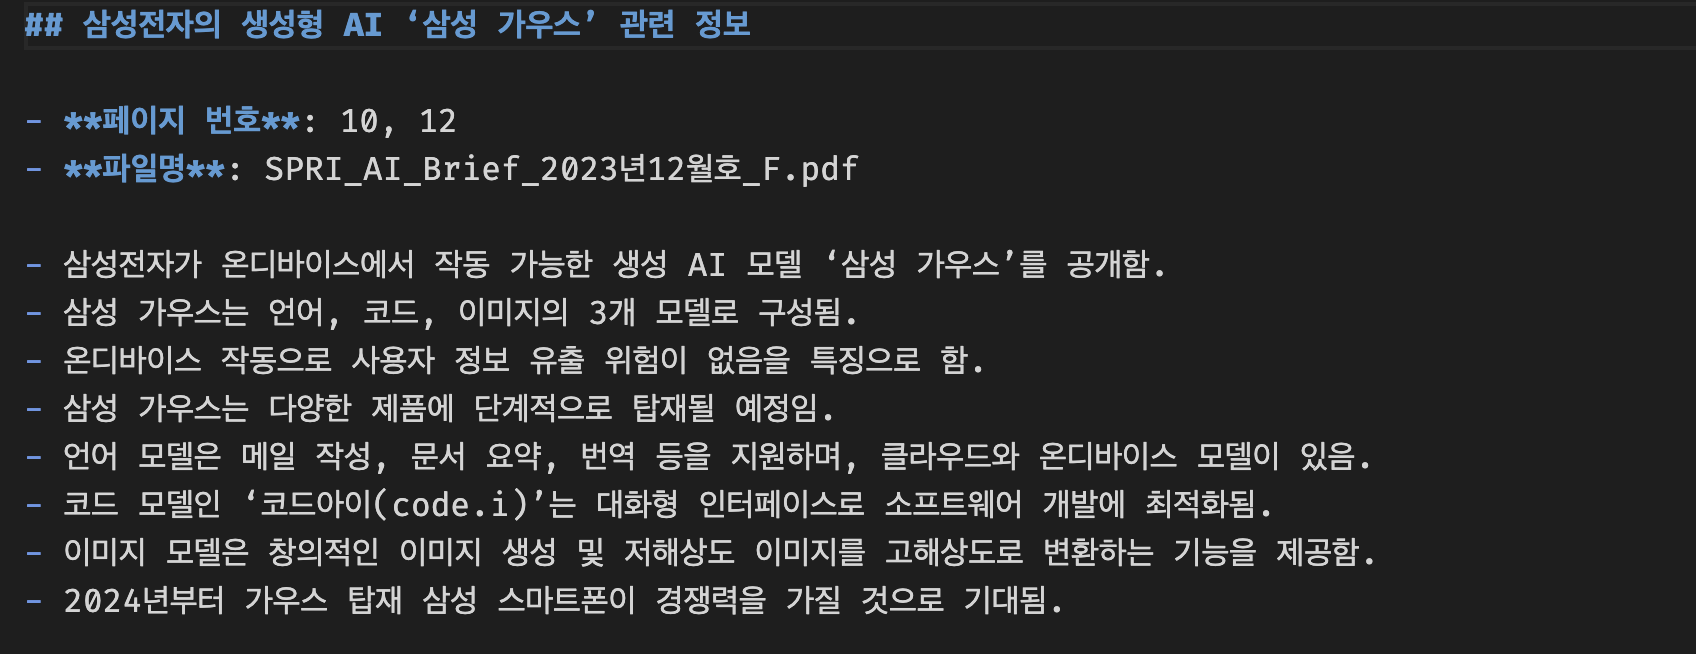 ## 삼성전자의 생성형 AI ‘삼성 가우스’ 관련 정보
- **페이지 번호**: 10, 12
- **파일명**: SPRI_AI_Brief_2023년12월호_F.pdf
- 삼성전자가 온디바이스에서 작동 가능한 생성 AI 모델 ‘삼성 가우스’를 공개함.
- 삼성 가우스는 언어, 코드, 이미지의 3개 모델로 구성됨.
- 온디바이스 작동으로 사용자 정보 유출 위험이 없음을 특징으로 함.
- 삼성 가우스는 다양한 제품에 단계적으로 탑재될 예정임.
- 언어 모델은 메일 작성, 문서 요약, 번역 등을 지원하며, 클라우드와 온디바이스 모델이 있음.
- 코드 모델인 ‘코드아이(code.i)’는 대화형 인터페이스로 소프트웨어 개발에 최적화됨.
- 이미지 모델은 창의적인 이미지 생성 및 저해상도 이미지를 고해상도로 변환하는 기능을 제공함.
- 2024년부터 가우스 탑재 삼성 스마트폰이 경쟁력을 가질 것으로 기대됨.